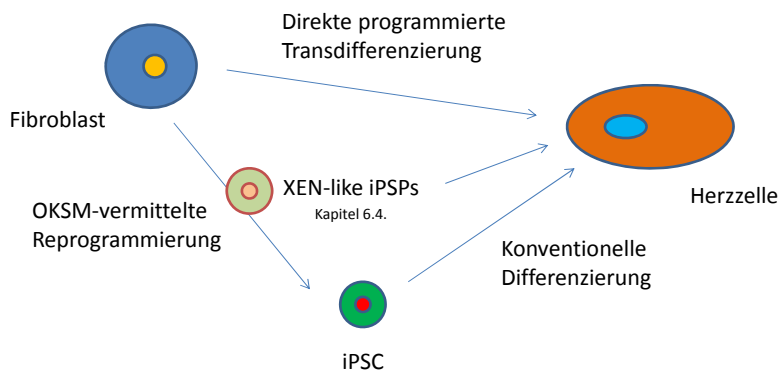 Direkte programmierte
Transdifferenzierung
Fibroblast
XEN-like iPSPs
Kapitel 6.4.
Herzzelle
OKSM-vermittelte
Reprogrammierung
Konventionelle
Differenzierung
iPSC